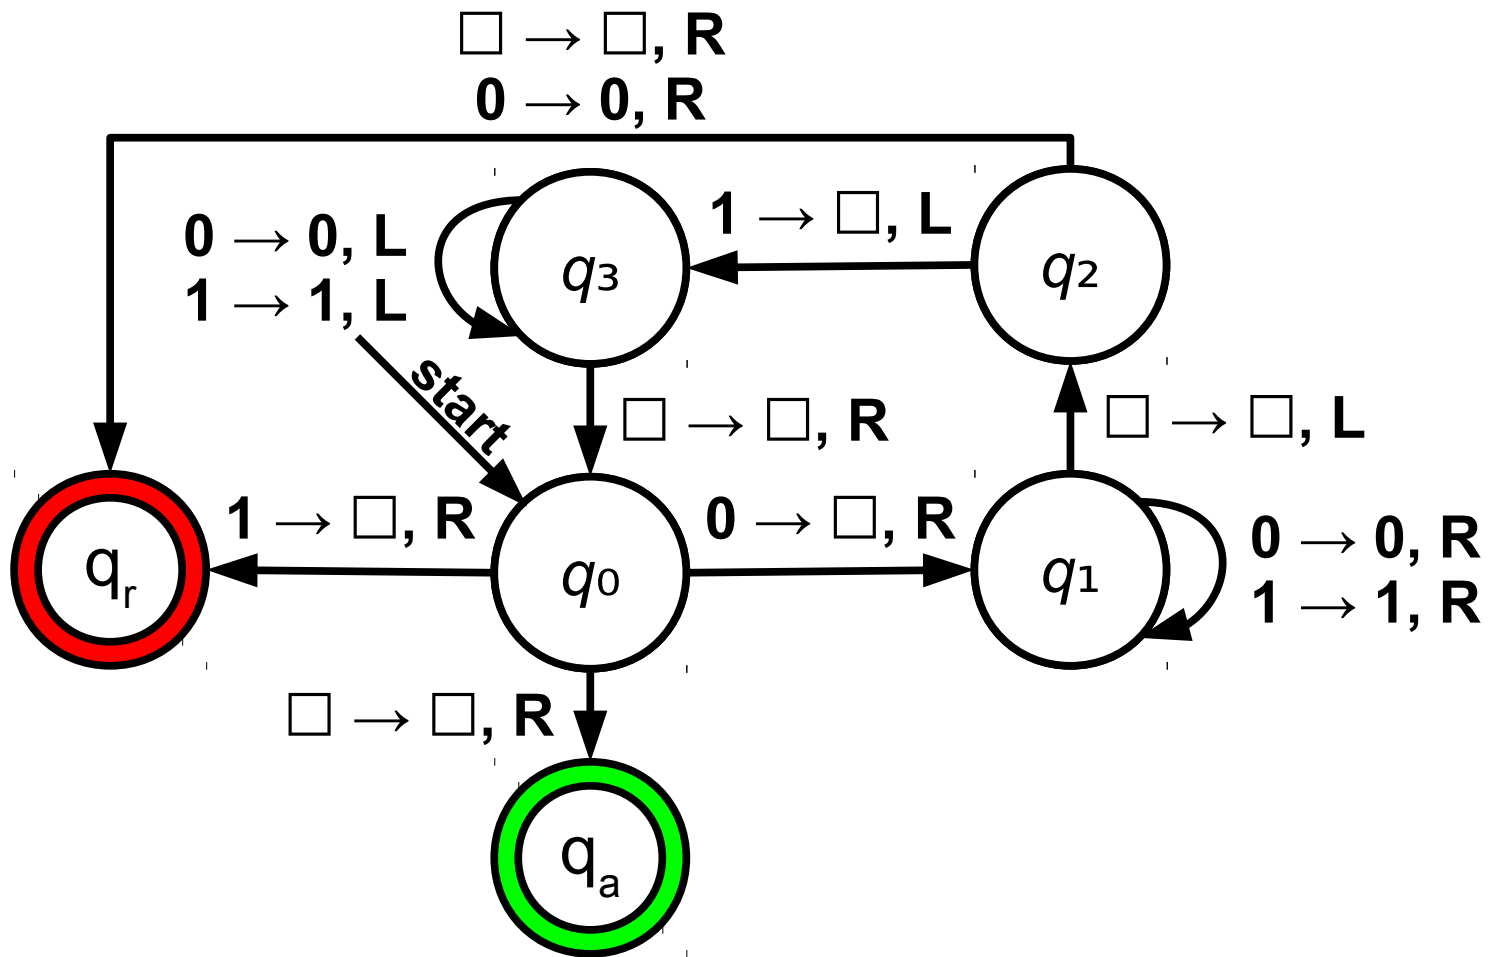 □ → □, R
0 → 0, R
0 → 0, L
1 → 1, L
1 → □, L
q₃
q₂
start
□ → □, R
□ → □, L
1 → □, R
0 → □, R
qᵣ
q₀
q₁
0 → 0, R
1 → 1, R
□ → □, R
qₐ